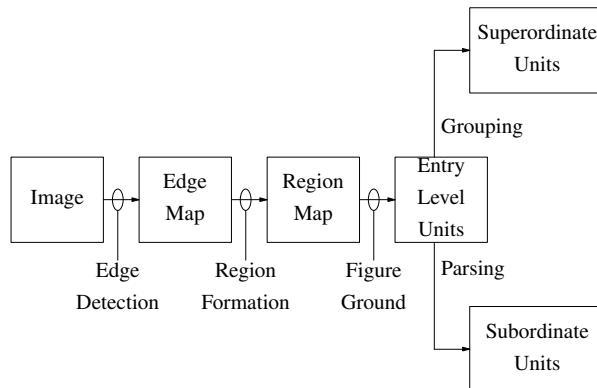 Superordinate
Units
Grouping
Image
Edge
Map
Region
Map
Entry
Level
Units
Edge
Detection
Region
Formation
Figure
Ground
Parsing
Subordinate
Units